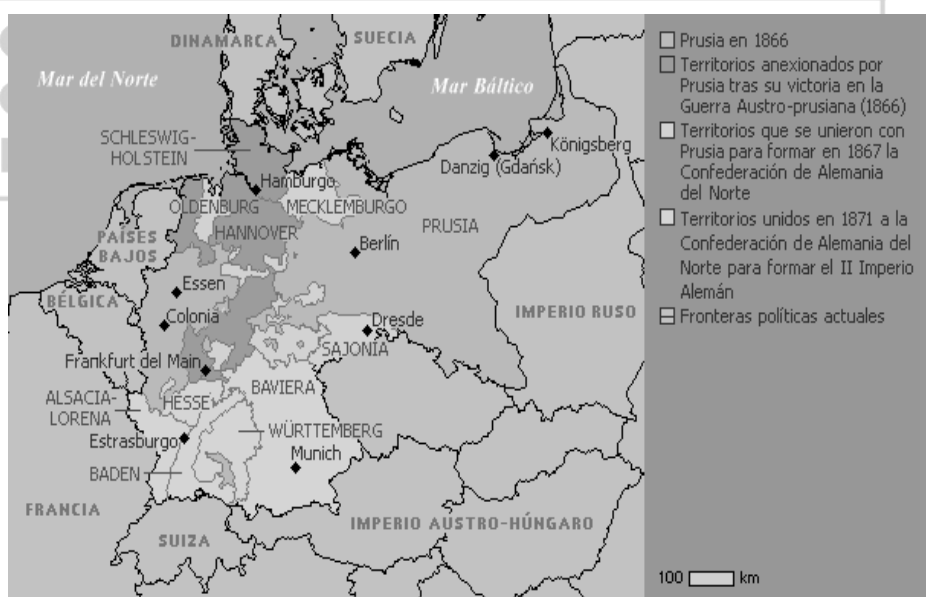 DINAMARCA
SUECIA
Mar del Norte
Mar Báltico
SCHLESWIG-
HOLSTEIN
Königsberg
Danzig (Gdańsk)
Hamburgo
OLDENBURG
MECKLEMBURGO
HANNOVER
PRUSIA
PAÍSES
BAJOS
Berlín
Essen
BÉLGICA
Colonia
IMPERIO RUSO
Dresde
SAJONIA
Frankfurt del Main
BAVIERA
ALSACIA-
LORENA
HESSE
WÜRTTEMBERG
Estrasburgo
Munich
BADEN
FRANCIA
IMPERIO AUSTRO-HÚNGARO
SUIZA
Prusia en 1866
Territorios anexionados por
Prusia tras su victoria en la
Guerra Austro-prusiana (1866)
Territorios que se unieron con
Prusia para formar en 1867 la
Confederación de Alemania
del Norte
Territorios unidos en 1871 a la
Confederación de Alemania del
Norte para formar el II Imperio
Alemán
Fronteras políticas actuales
100 km